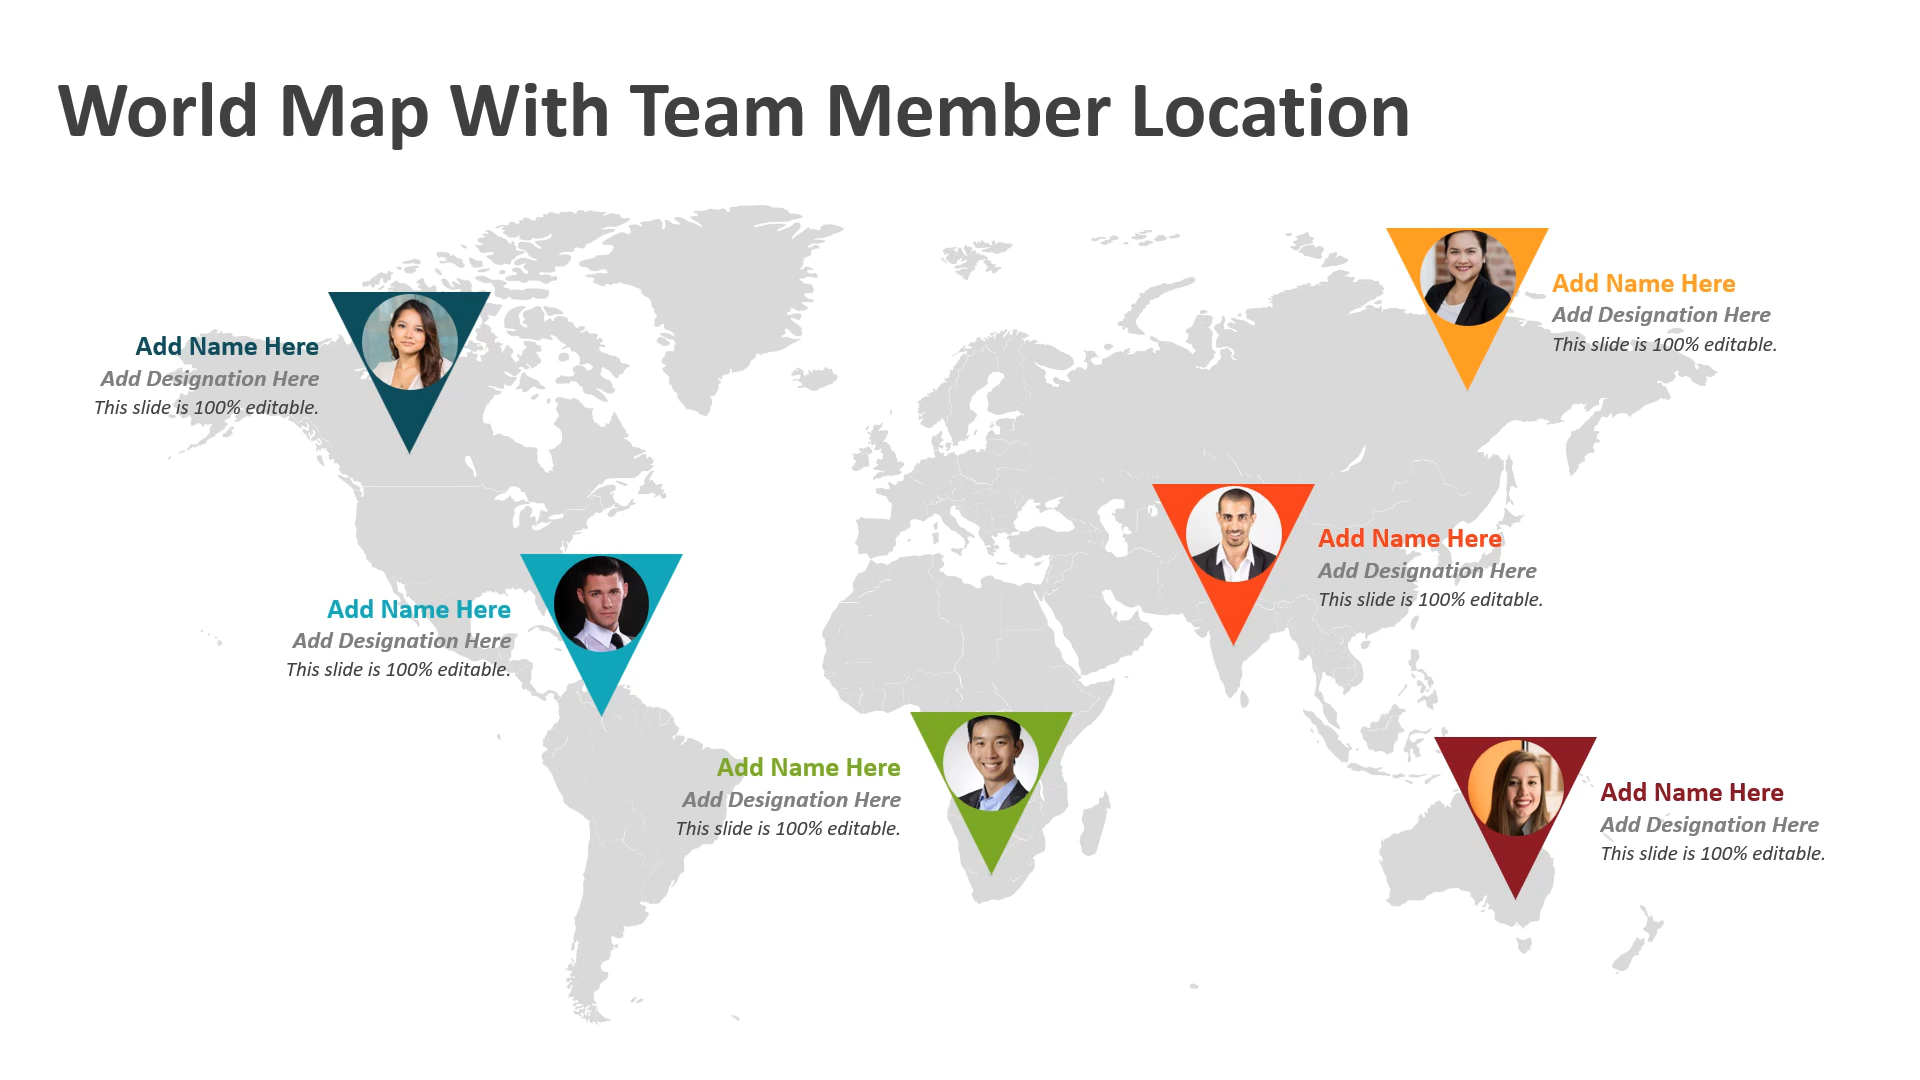 World Map With Team Member Location
Add Name Here
Add Designation Here
This slide is 100% editable.
Add Name Here
Add Designation Here
This slide is 100% editable.
Add Name Here
Add Designation Here
This slide is 100% editable.
Add Name Here
Add Designation Here
This slide is 100% editable.
Add Name Here
Add Designation Here
This slide is 100% editable.
Add Name Here
Add Designation Here
This slide is 100% editable.